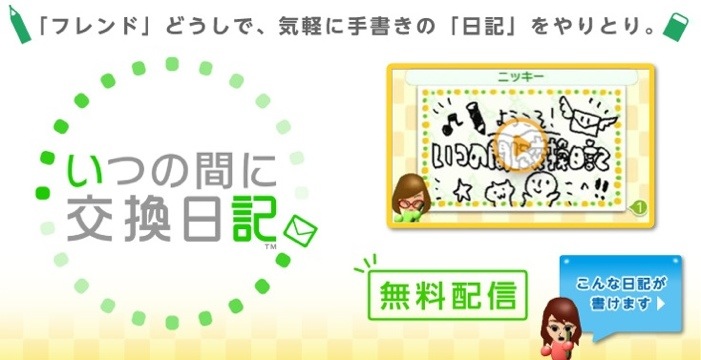 「フレンド」どうしで、気軽に手書きの「日記」をやりとり。
いつの間に
交換日記
TM
ニッキー
ようこそ!
いつの間に交換日記
1
無料配信
こんな日記が
書けます